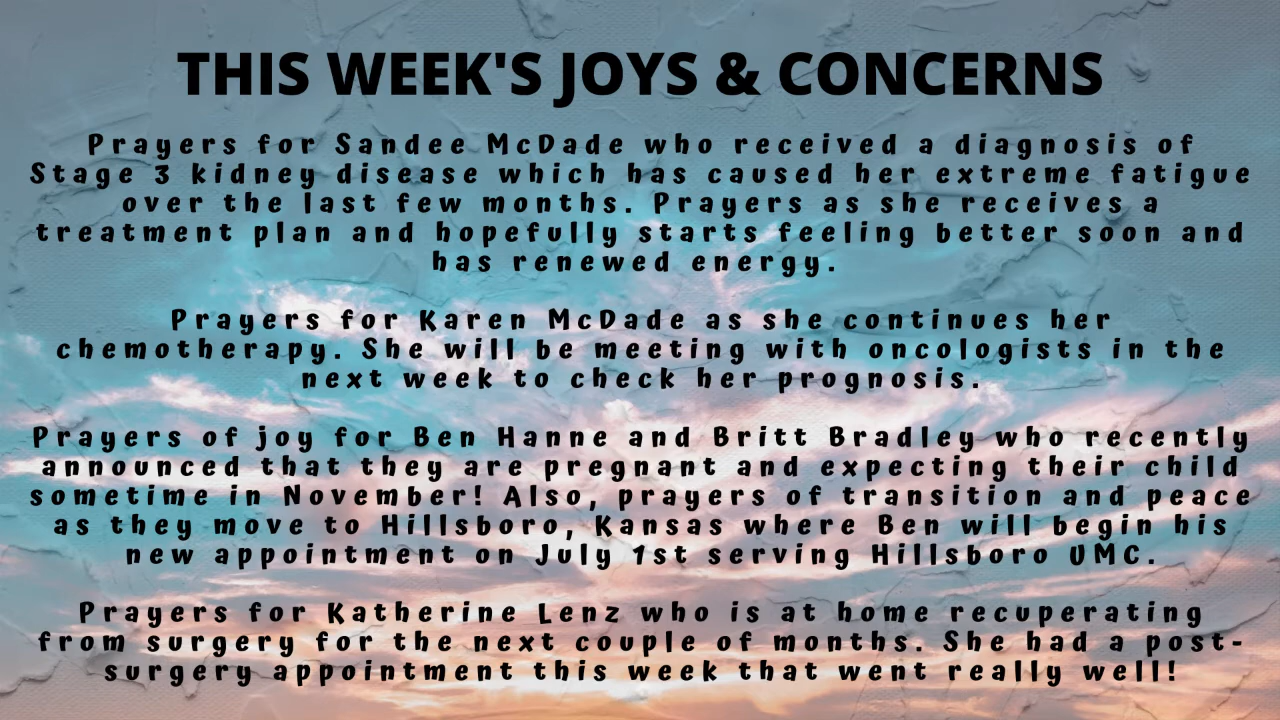 THIS WEEK'S JOYS & CONCERNS
Prayers for Sandee McDade who received a diagnosis of
Stage 3 kidney disease which has caused her extreme fatigue
over the last few months. Prayers as she receives a
treatment plan and hopefully starts feeling better soon and
has renewed energy.
Prayers for Karen McDade as she continues her
chemotherapy. She will be meeting with oncologists in the
next week to check her prognosis.
Prayers of joy for Ben Hanne and Britt Bradley who recently
announced that they are pregnant and expecting their child
sometime in November! Also, prayers of transition and peace
as they move to Hillsboro, Kansas where Ben will begin his
new appointment on July 1st serving Hillsboro UMC.
Prayers for Katherine Lenz who is at home recuperating
from surgery for the next couple of months. She had a post-
surgery appointment this week that went really well!